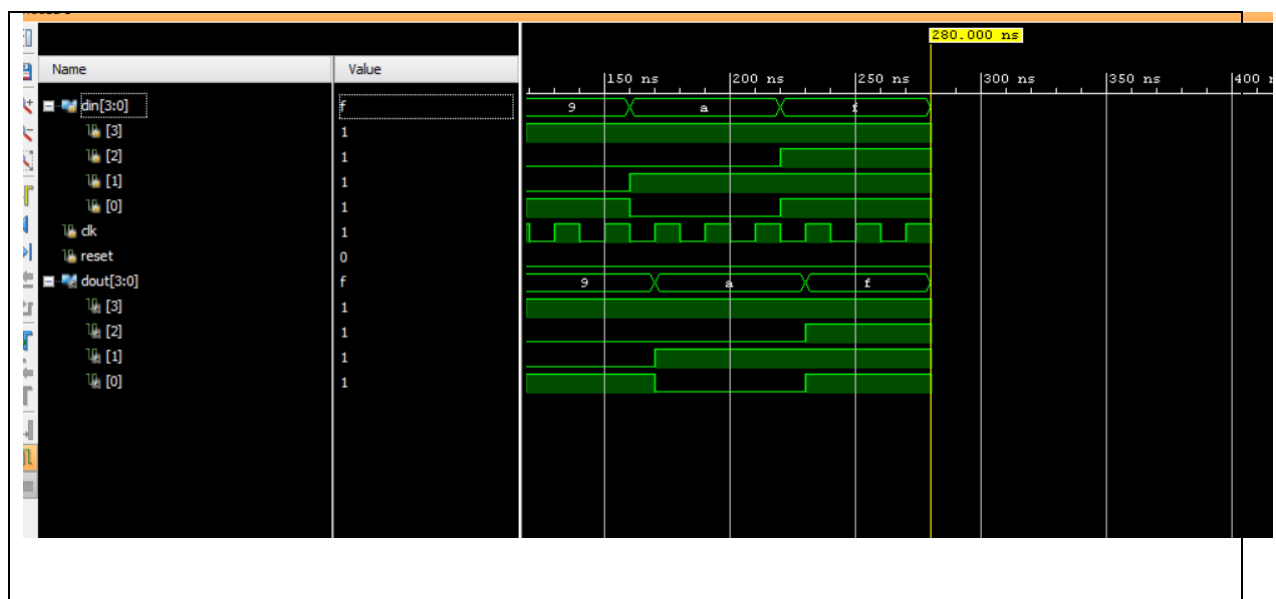 280.000 ns
Name Value
150 ns 200 ns 250 ns 300 ns 350 ns 400
din[3:0] f 9 a f
[3] 1
[2] 1
[1] 1
[0] 1
clk 1
reset 0
dout[3:0] f 9 a f
[3] 1
[2] 1
[1] 1
[0] 1